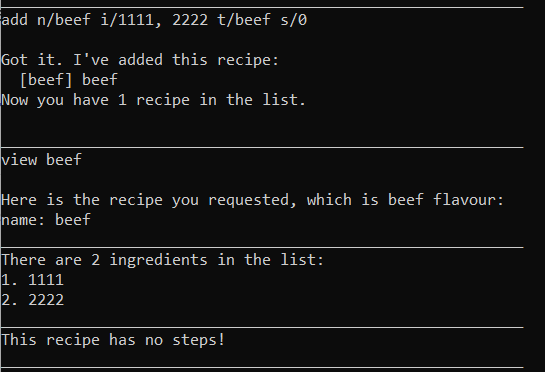 add n/beef i/1111, 2222 t/beef s/0
Got it. I've added this recipe:
[beef] beef
Now you have 1 recipe in the list.
view beef
Here is the recipe you requested, which is beef flavour:
name: beef
There are 2 ingredients in the list:
1. 1111
2. 2222
This recipe has no steps!